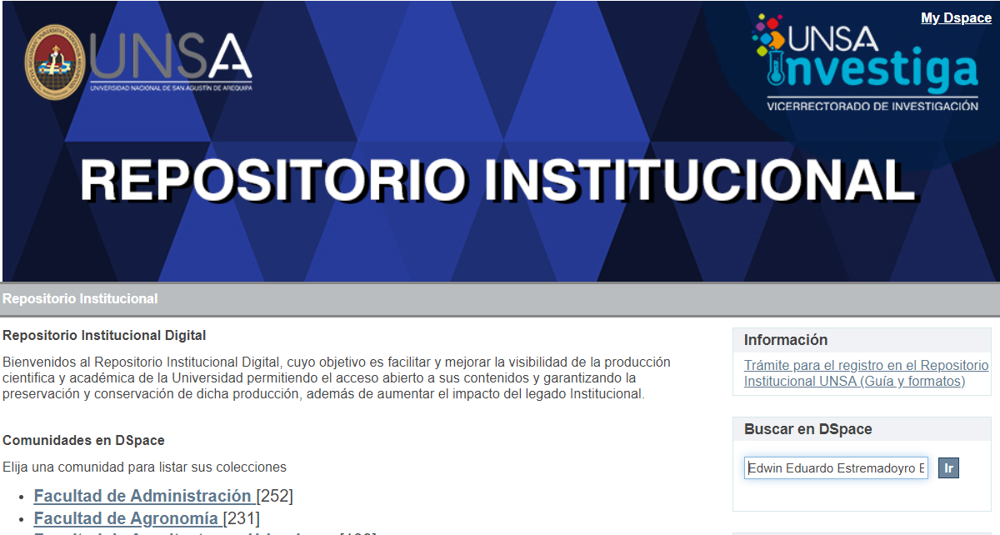 My Dspace
UNSA
UNIVERSIDAD NACIONAL DE SAN AGUSTÍN DE AREQUIPA
UNSA
investiga
VICERRECTORADO DE INVESTIGACIÓN
REPOSITORIO INSTITUCIONAL
Repositorio Institucional
Repositorio Institucional Digital
Bienvenidos al Repositorio Institucional Digital, cuyo objetivo es facilitar y mejorar la visibilidad de la producción
cientifica y académica de la Universidad permitiendo el acceso abierto a sus contenidos y garantizando la
preservación y conservación de dicha producción, además de aumentar el impacto del legado Institucional.
Comunidades en DSpace
Elija una comunidad para listar sus colecciones
Facultad de Administración [252]
Facultad de Agronomía [231]
Información
Trámite para el registro en el Repositorio
Institucional UNSA (Guía y formatos)
Buscar en DSpace
Edwin Eduardo Estremadoyro E
Ir